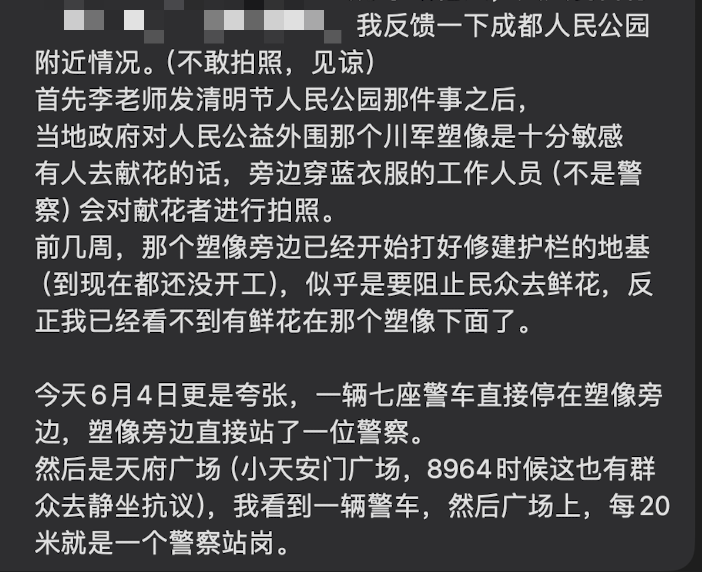 我反馈一下成都人民公园
附近情况。（不敢拍照，见谅）
首先李老师发清明节人民公园那件事之后，
当地政府对人民公益外围那个川军塑像是十分敏感
有人去献花的话，旁边穿蓝衣服的工作人员（不是警
察）会对献花者进行拍照。
前几周，那个塑像旁边已经开始打好修建护栏的地基
（到现在都还没开工），似乎是要阻止民众去鲜花，反
正我已经看不到有鲜花在那个塑像下面了。
今天6月4日更是夸张，一辆七座警车直接停在塑像旁
边，塑像旁边直接站了一位警察。
然后是天府广场（小天安门广场，8964时候这也有群
众去静坐抗议），我看到一辆警车，然后广场上，每20
米就是一个警察站岗。